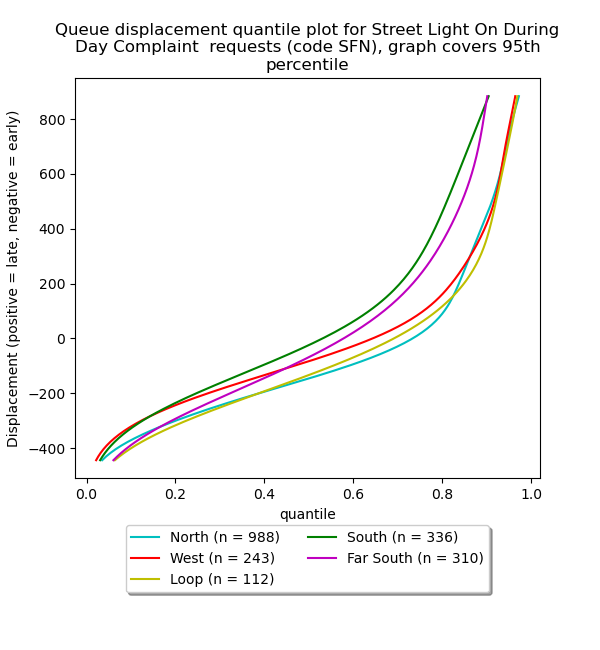 Queue displacement quantile plot for Street Light On During
Day Complaint  requests (code SFN), graph covers 95th
percentile
Displacement (positive = late, negative = early)
800
600
400
200
0
−200
−400
0.0 0.2 0.4 0.6 0.8 1.0
quantile
North (n = 988)
West (n = 243)
Loop (n = 112)
South (n = 336)
Far South (n = 310)